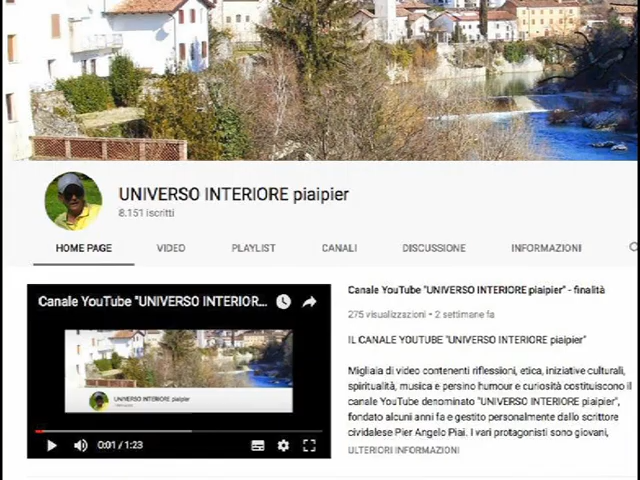 UNIVERSO INTERIORE piaipier
8.151 iscritti
HOME PAGE VIDEO PLAYLIST CANALI DISCUSSIONE INFORMAZIONI
Canale YouTube "UNIVERSO INTERIOR...
UNIVERSO INTERIORE piaipier
0:01 / 1:23
Canale YouTube "UNIVERSO INTERIORE piaipier" - finalità
275 visualizzazioni • 2 settimane fa
IL CANALE YOUTUBE "UNIVERSO INTERIORE piaipier"
Migliaia di video contenenti riflessioni, etica, iniziative culturali,
spiritualità, musica e persino humour e curiosità costituiscono il
canale YouTube denominato "UNIVERSO INTERIORE piaipier",
fondato alcuni anni fa e gestito personalmente dallo scrittore
cividalese Pier Angelo Piai. I vari protagonisti sono giovani,
ULTERIORI INFORMAZIONI